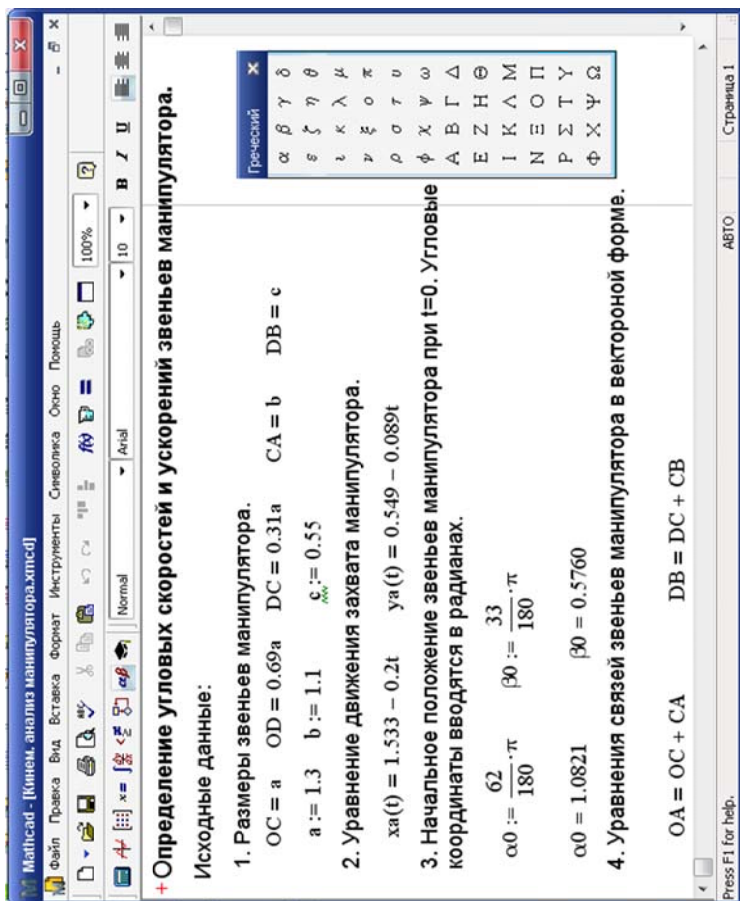 Mathcad - [Кинем. анализ манипулятора.xmcd]
Файл Правка Вид Вставка Формат Инструменты Символика Окно Помощь
100%
Normal Arial 10 B I U
Определение угловых скоростей и ускорений звеньев манипулятора.
Исходные данные:
1. Размеры звеньев манипулятора.
OC = a OD = 0.69a DC = 0.31a CA = b DB = c
a := 1.3 b := 1.1 c := 0.55
2. Уравнение движения захвата манипулятора.
xa(t) = 1.533 − 0.2t ya(t) = 0.549 − 0.089t
3. Начальное положение звеньев манипулятора при t=0. Угловые
координаты вводятся в радианах.
α0 := 62/180·π β0 := 33/180·π
α0 = 1.0821 β0 = 0.5760
4. Уравнения связей звеньев манипулятора в вектороной форме.
OA = OC + CA DB = DC + CB
Греческий
α β γ δ
ε ζ η θ
ι κ λ μ
ν ξ ο π
ρ σ τ υ
φ χ ψ ω
Α Β Γ Δ
Ε Ζ Η Θ
Ι Κ Λ Μ
Ν Ξ Ο Π
Ρ Σ Τ Υ
Φ Χ Ψ Ω
Press F1 for help. АВТО Страница 1